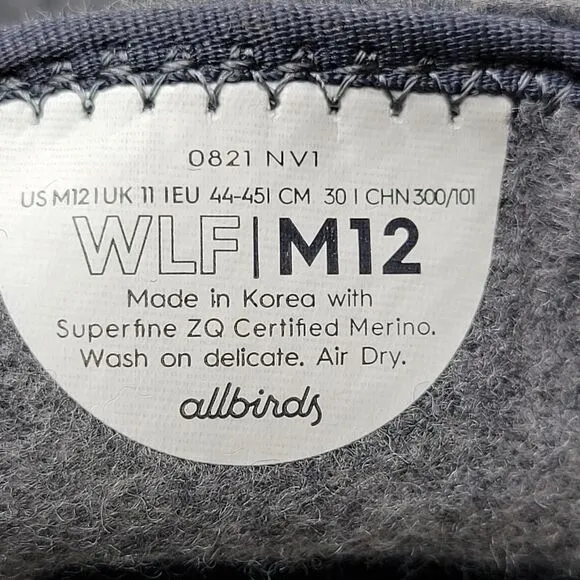 0821 NV1
US M12 | UK 11 | EU 44-45 | CM 30 | CHN 300/101
WLF | M12
Made in Korea with
Superfine ZQ Certified Merino.
Wash on delicate. Air Dry.
allbirds